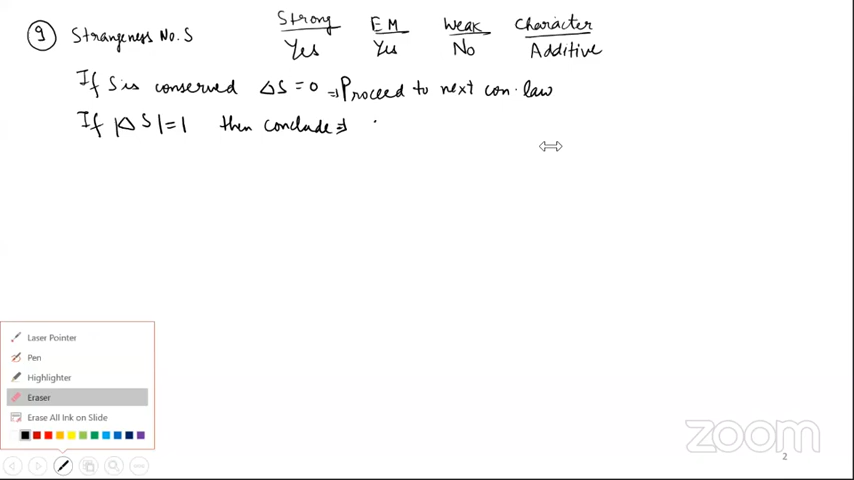 9 Strangeness No. S Strong EM Weak Character
Yes Yes No Additive
If S is conserved ΔS = 0 ⇒ Proceed to next con. law
If |ΔS| = 1 then conclude ⇒
Laser Pointer
Pen
Highlighter
Eraser
Erase All Ink on Slide
zoom
2